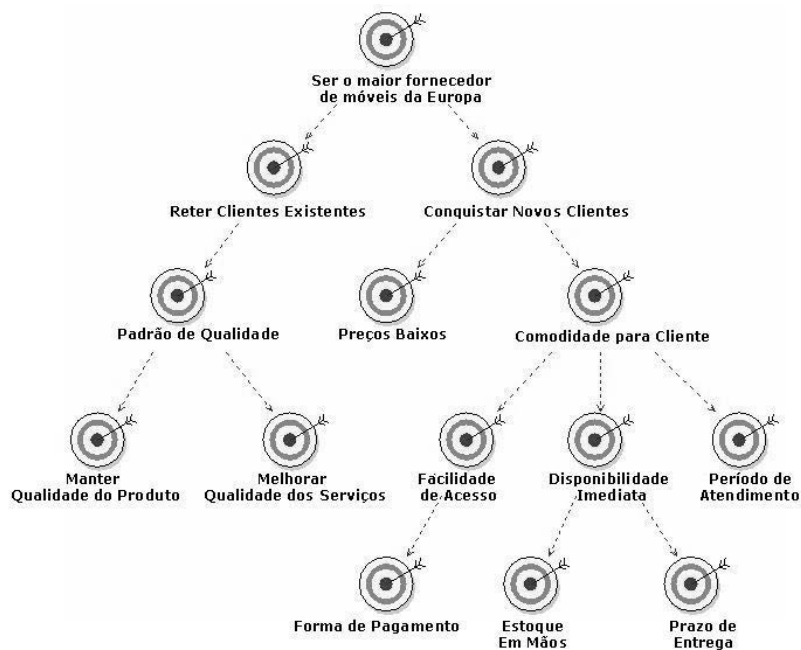 Ser o maior fornecedor
de móveis da Europa
Reter Clientes Existentes
Conquistar Novos Clientes
Padrão de Qualidade
Preços Baixos
Comodidade para Cliente
Manter
Qualidade do Produto
Melhorar
Qualidade dos Serviços
Facilidade
de Acesso
Disponibilidade
Imediata
Período de
Atendimento
Forma de Pagamento
Estoque
Em Mãos
Prazo de
Entrega